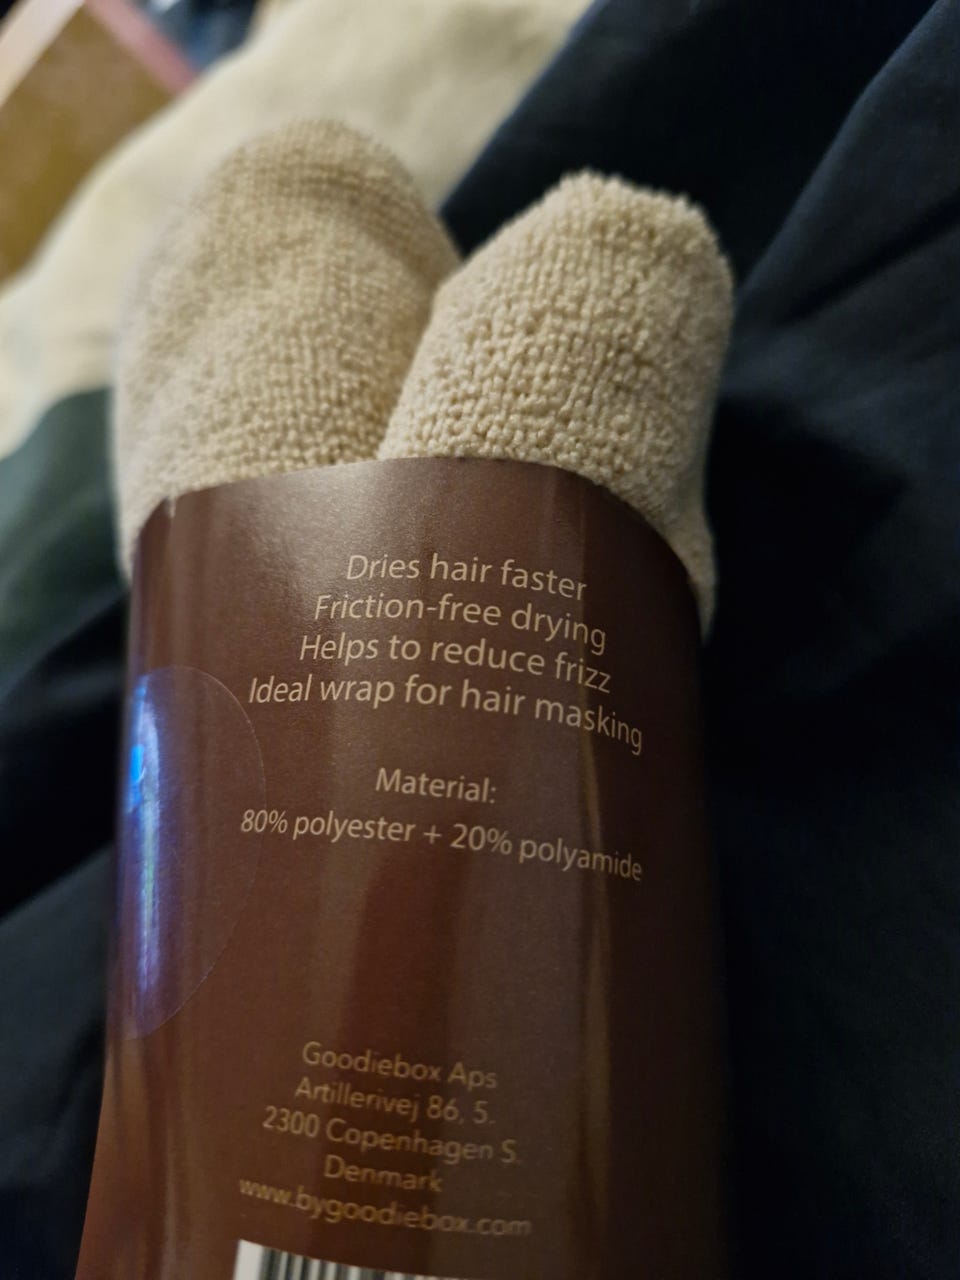 Dries hair faster
Friction-free drying
Helps to reduce frizz
Ideal wrap for hair masking
Material:
80% polyester + 20% polyamide
Goodiebox Aps
Artillerivej 86, 5.
2300 Copenhagen S.
Denmark
www.bygoodiebox.com